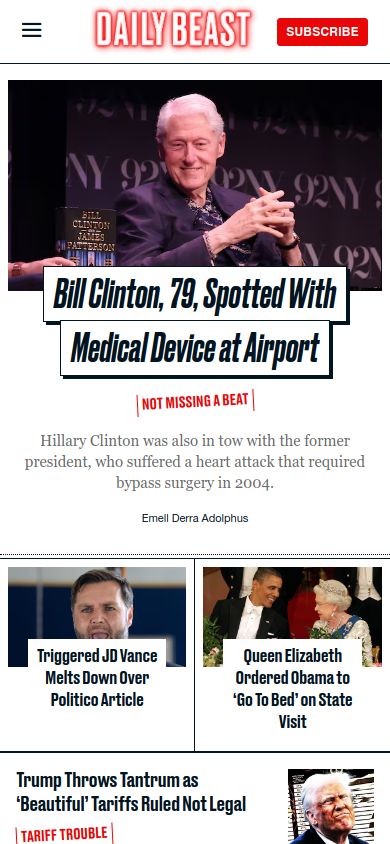 DAILY BEAST
SUBSCRIBE
92NY
92NY
92NY
BILL
CLINTON
JAMES
PATTERSON
Bill Clinton, 79, Spotted With
Medical Device at Airport
NOT MISSING A BEAT
Hillary Clinton was also in tow with the former
president, who suffered a heart attack that required
bypass surgery in 2004.
Emell Derra Adolphus
Triggered JD Vance
Melts Down Over
Politico Article
Queen Elizabeth
Ordered Obama to
‘Go To Bed’ on State
Visit
Trump Throws Tantrum as
‘Beautiful’ Tariffs Ruled Not Legal
TARIFF TROUBLE